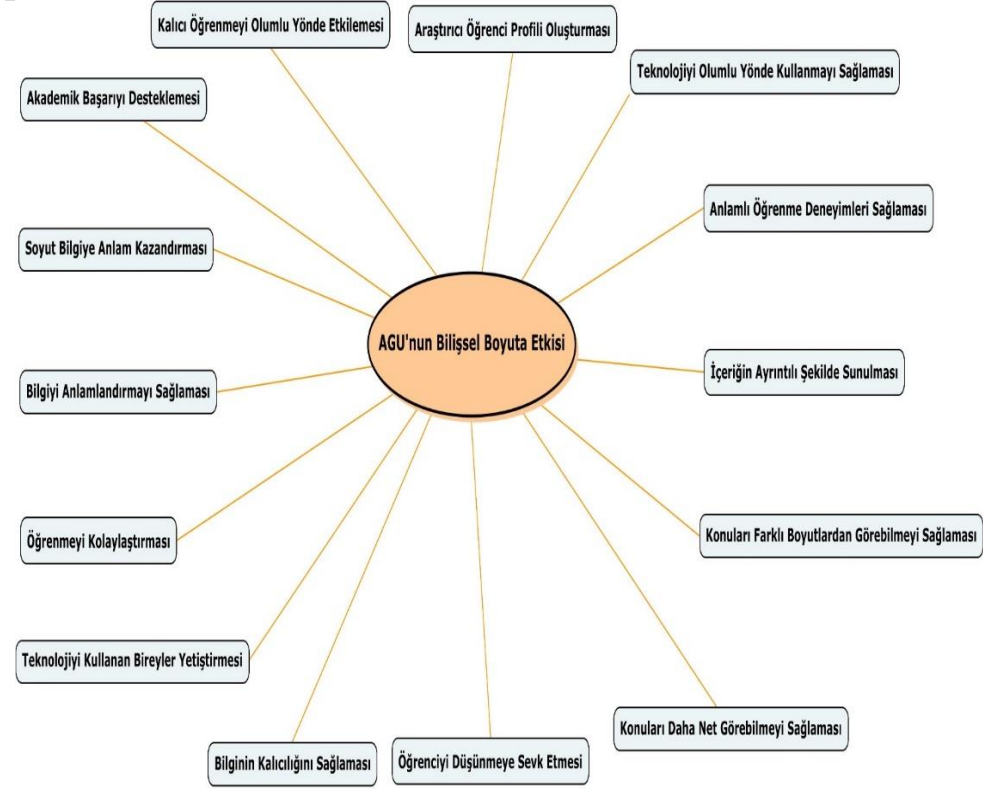 Kalıcı Öğrenmeyi Olumlu Yönde Etkilemesi
Araştırıcı Öğrenci Profili Oluşturması
Teknolojiyi Olumlu Yönde Kullanmayı Sağlaması
Akademik Başarıyı Desteklemesi
Anlamlı Öğrenme Deneyimleri Sağlaması
Soyut Bilgiye Anlam Kazandırması
AGU'nun Bilişsel Boyuta Etkisi
İçeriğin Ayrıntılı Şekilde Sunulması
Bilgiyi Anlamlandırmayı Sağlaması
Konuları Farklı Boyutlardan Görebilmeyi Sağlaması
Öğrenmeyi Kolaylaştırması
Teknolojiyi Kullanan Bireyler Yetiştirmesi
Konuları Daha Net Görebilmeyi Sağlaması
Bilginin Kalıcılığını Sağlaması
Öğrenciyi Düşünmeye Sevk Etmesi